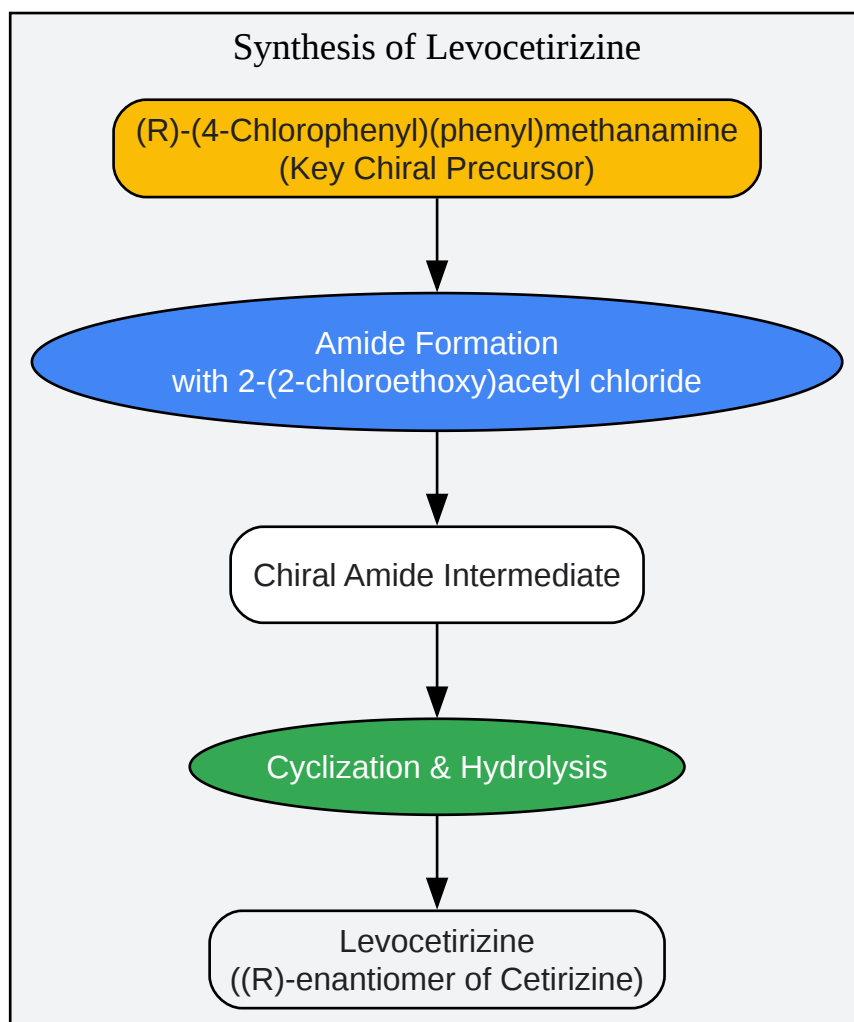 Synthesis of Levocetirizine
(R)-(4-Chlorophenyl)(phenyl)methanamine
(Key Chiral Precursor)
Amide Formation
with 2-(2-chloroethoxy)acetyl chloride
Chiral Amide Intermediate
Cyclization & Hydrolysis
Levocetirizine
((R)-enantiomer of Cetirizine)